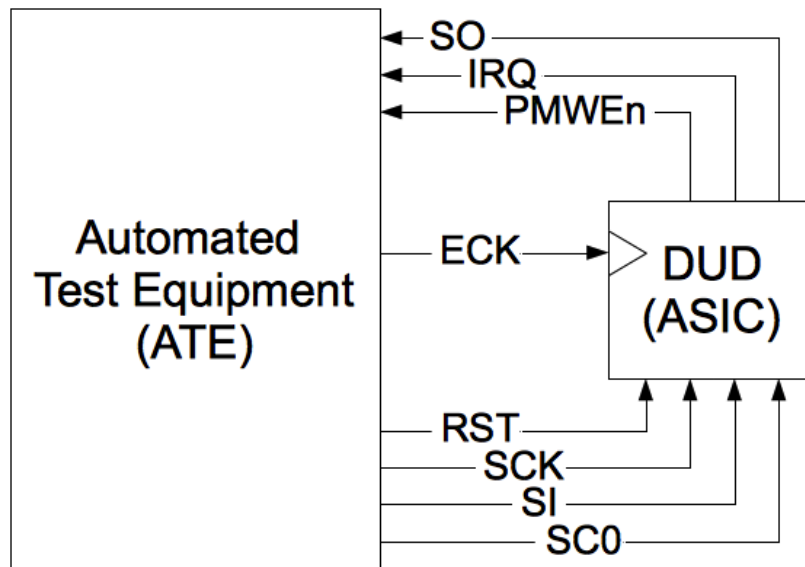 SO
IRQ
PMWEn
Automated
Test Equipment
(ATE)
ECK
DUD
(ASIC)
RST
SCK
SI
SC0